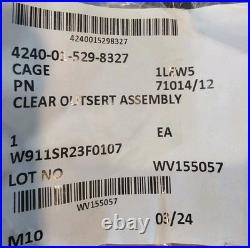 4240015298327
4240-01-529-8327
CAGE 1LFW5
PN 71014/12
CLEAR OUTSERT ASSEMBLY
1 EA
W911SR23F0107
LOT NO WV155057
WV155057
M10 03/24